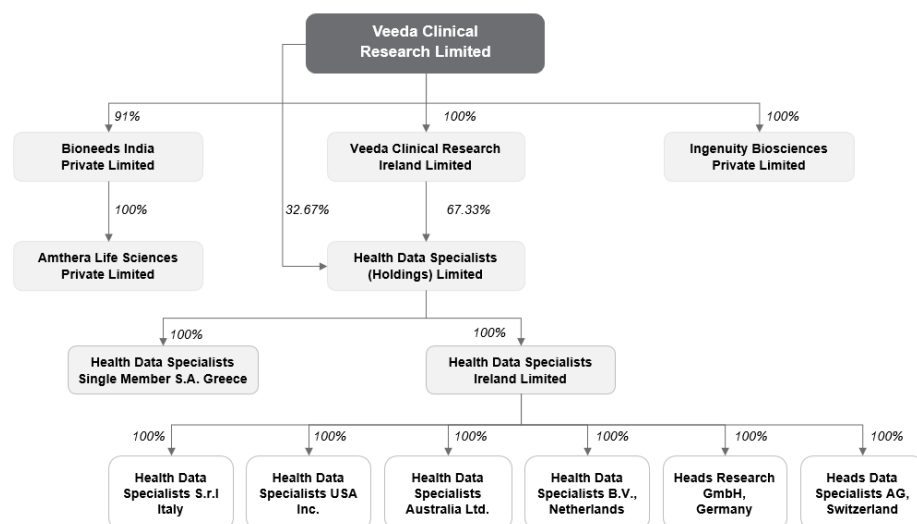 Veeda Clinical
Research Limited
91%
100%
100%
Bioneeds India
Private Limited
Veeda Clinical Research
Ireland Limited
Ingenuity Biosciences
Private Limited
100%
32.67%
67.33%
Amthera Life Sciences
Private Limited
Health Data Specialists
(Holdings) Limited
100%
100%
Health Data Specialists
Single Member S.A. Greece
Health Data Specialists
Ireland Limited
100%
100%
100%
100%
100%
100%
Health Data
Specialists S.r.l
Italy
Health Data
Specialists USA
Inc.
Health Data
Specialists
Australia Ltd.
Health Data
Specialists B.V.,
Netherlands
Heads Research
GmbH,
Germany
Heads Data
Specialists AG,
Switzerland